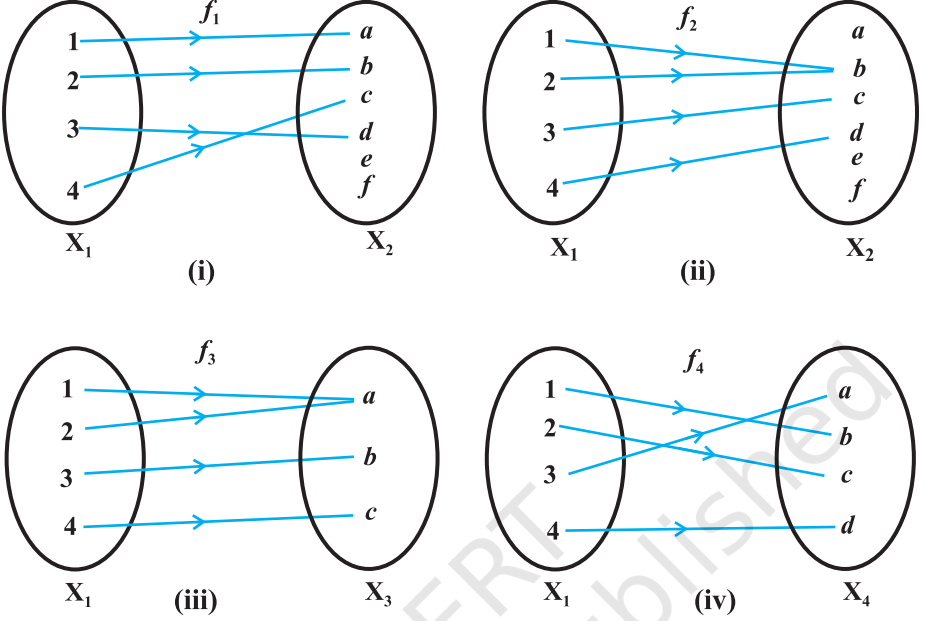 f₁
1 a
2 b
c
3 d
e
4 f
X₁ X₂
(i)
f₂
1 a
2 b
c
3 d
e
4 f
X₁ X₂
(ii)
f₃
1 a
2
3 b
4 c
X₁ X₃
(iii)
f₄
1 a
2 b
3 c
4 d
X₁ X₄
(iv)